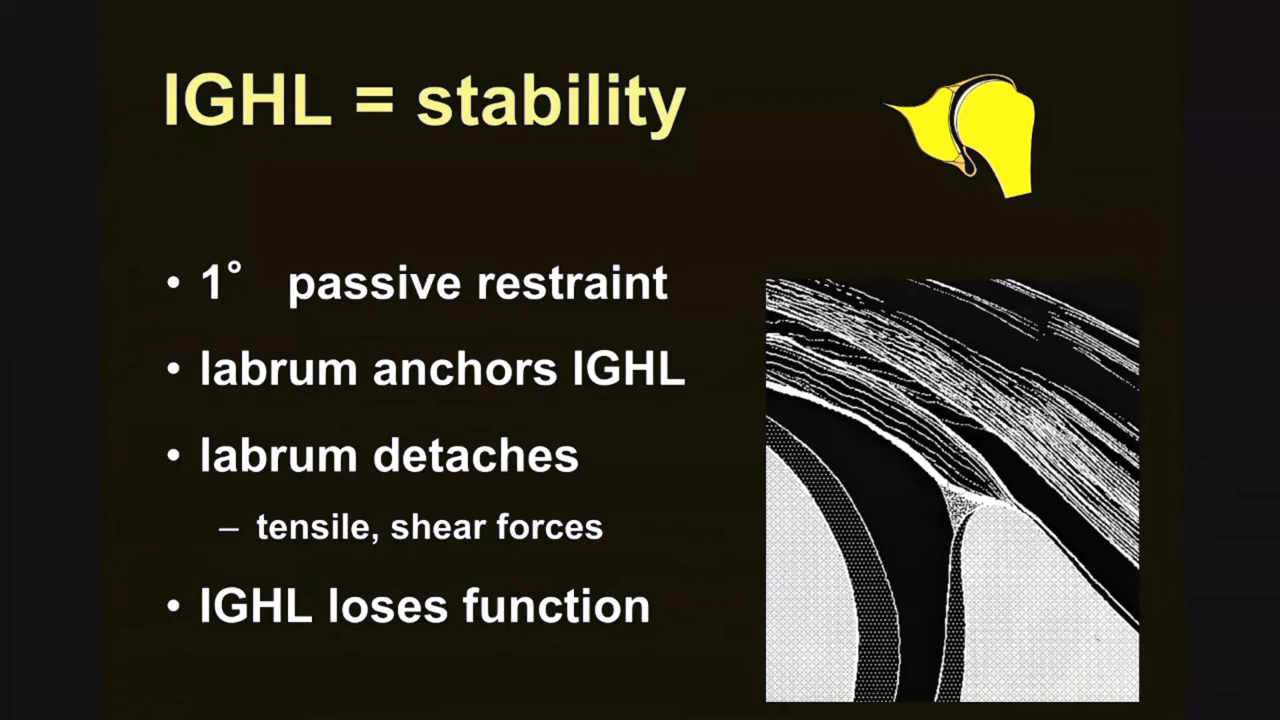 IGHL = stability
• 1° passive restraint
• labrum anchors IGHL
• labrum detaches
– tensile, shear forces
• IGHL loses function